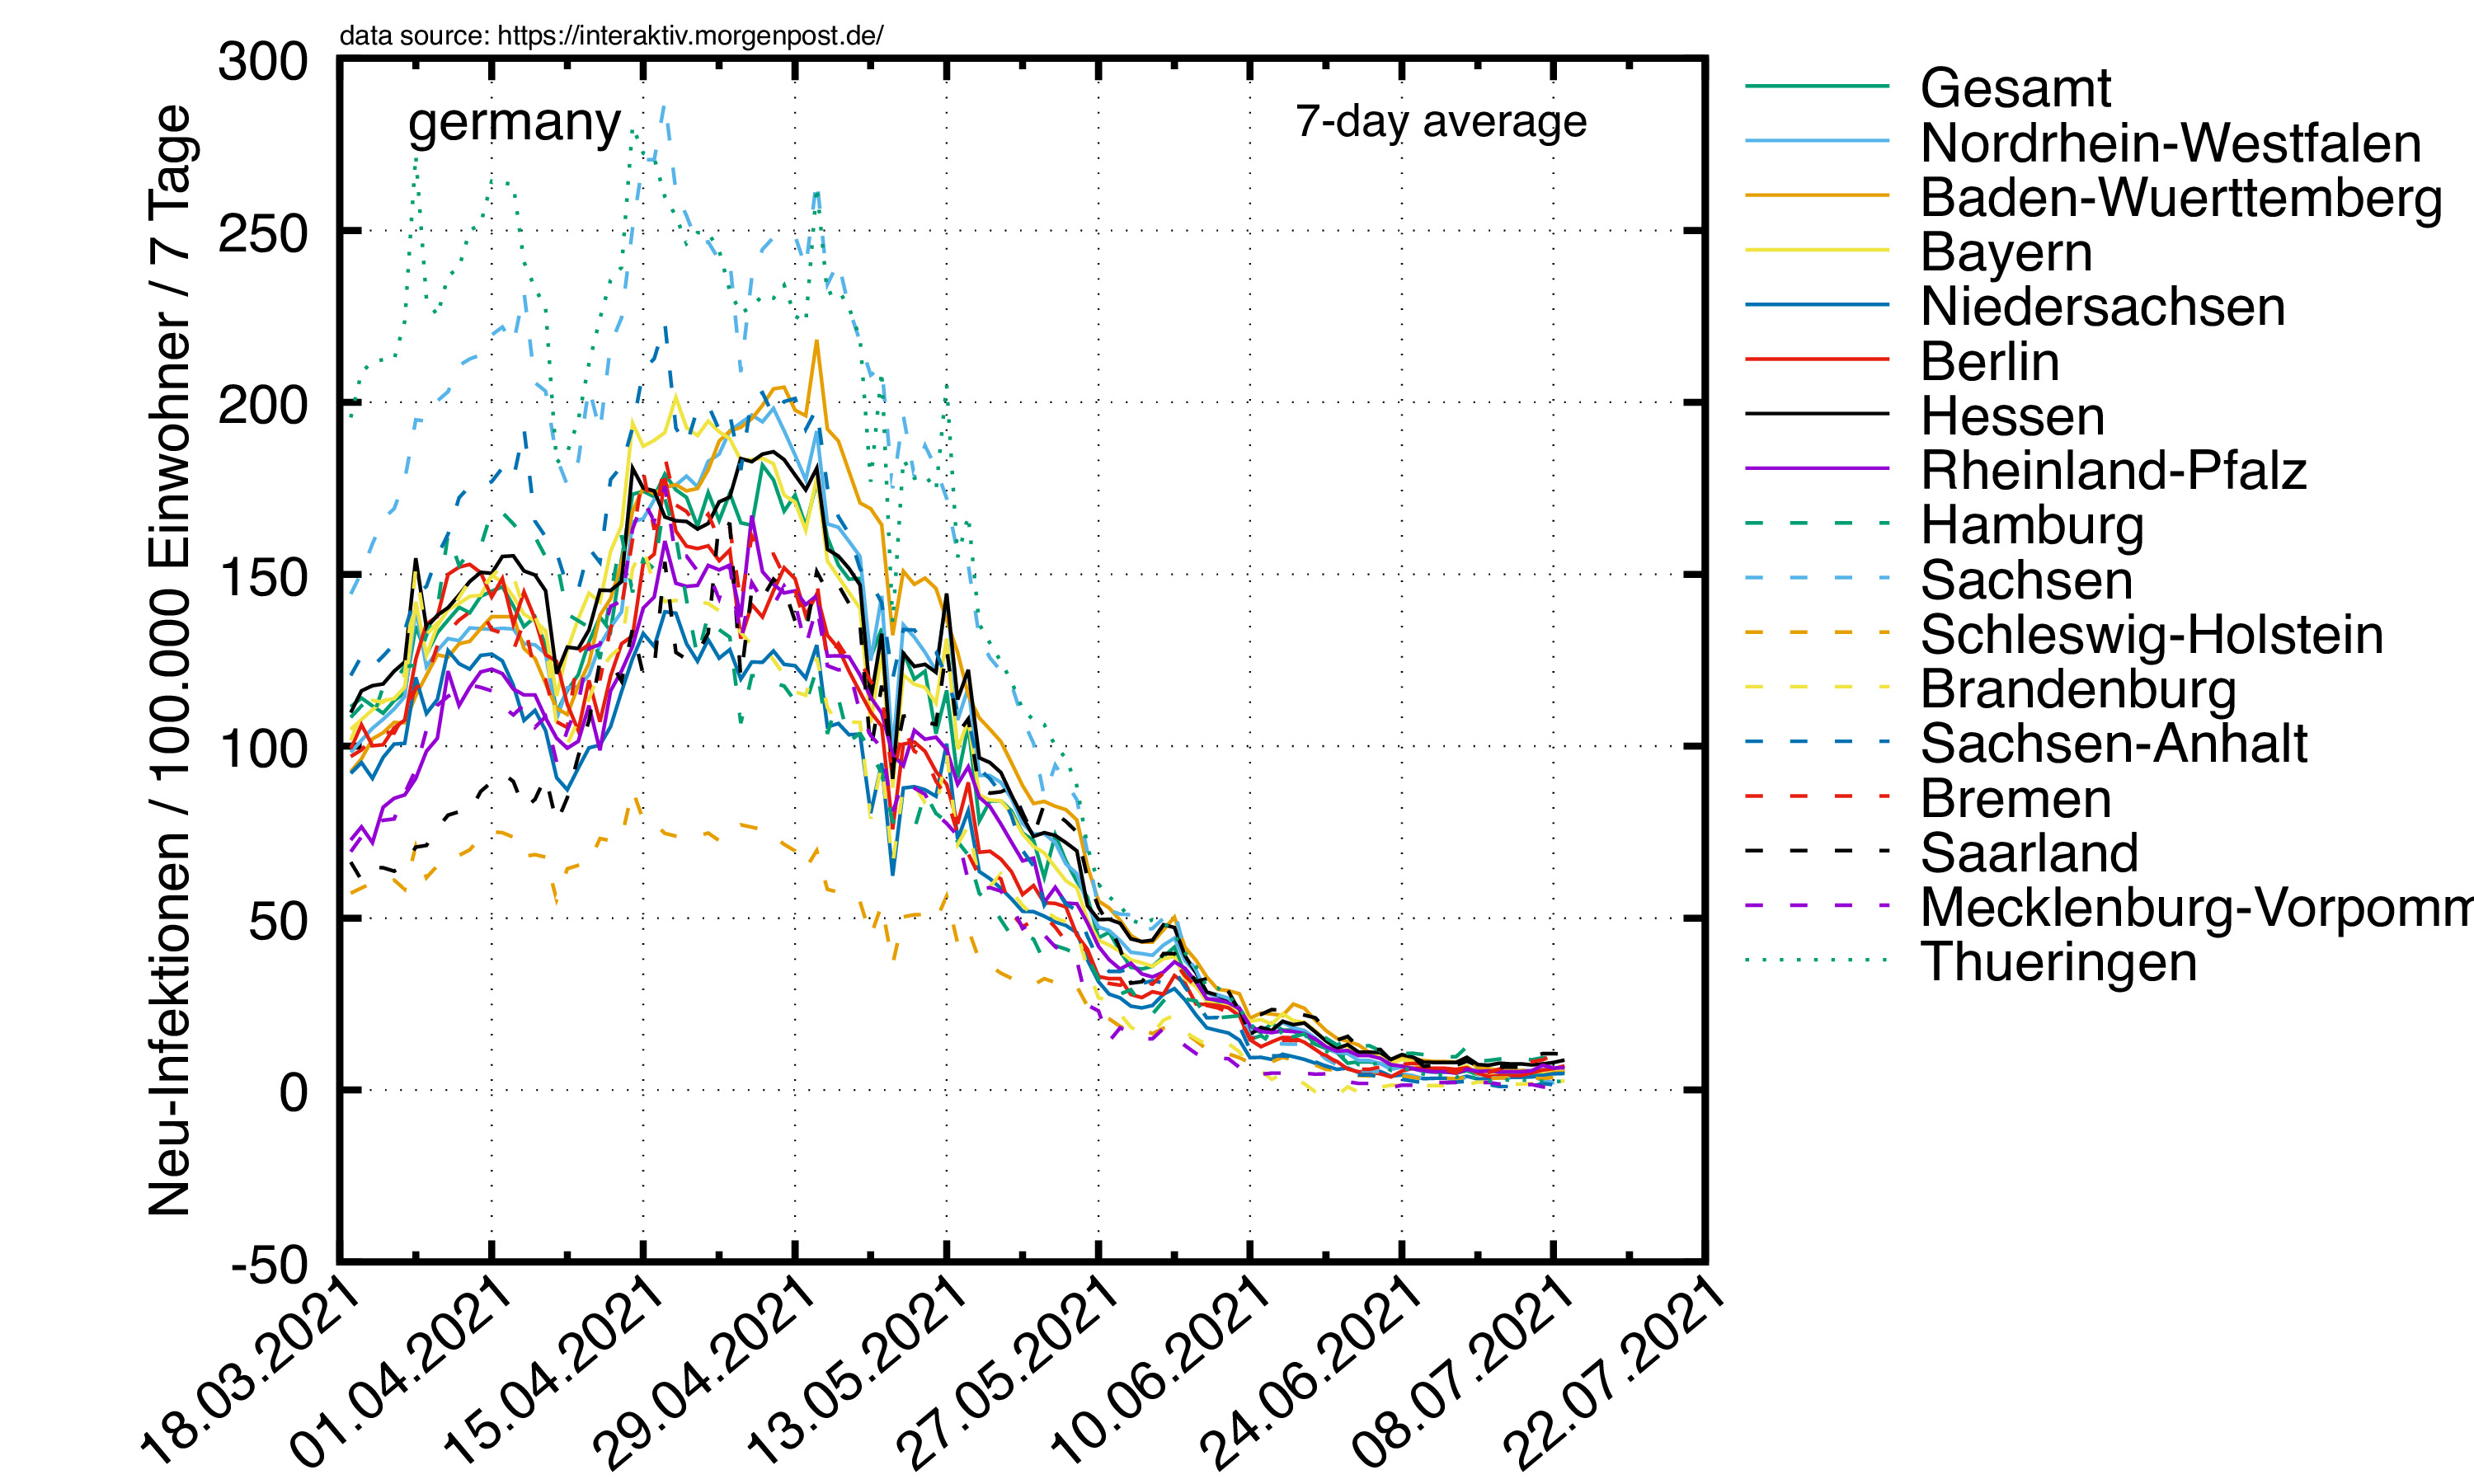 data source: https://interaktiv.morgenpost.de/
germany
7-day average
Neu-Infektionen / 100.000 Einwohner / 7 Tage
300
250
200
150
100
50
0
-50
18.03.2021
01.04.2021
15.04.2021
29.04.2021
13.05.2021
27.05.2021
10.06.2021
24.06.2021
08.07.2021
22.07.2021
Gesamt
Nordrhein-Westfalen
Baden-Wuerttemberg
Bayern
Niedersachsen
Berlin
Hessen
Rheinland-Pfalz
Hamburg
Sachsen
Schleswig-Holstein
Brandenburg
Sachsen-Anhalt
Bremen
Saarland
Mecklenburg-Vorpomm
Thueringen